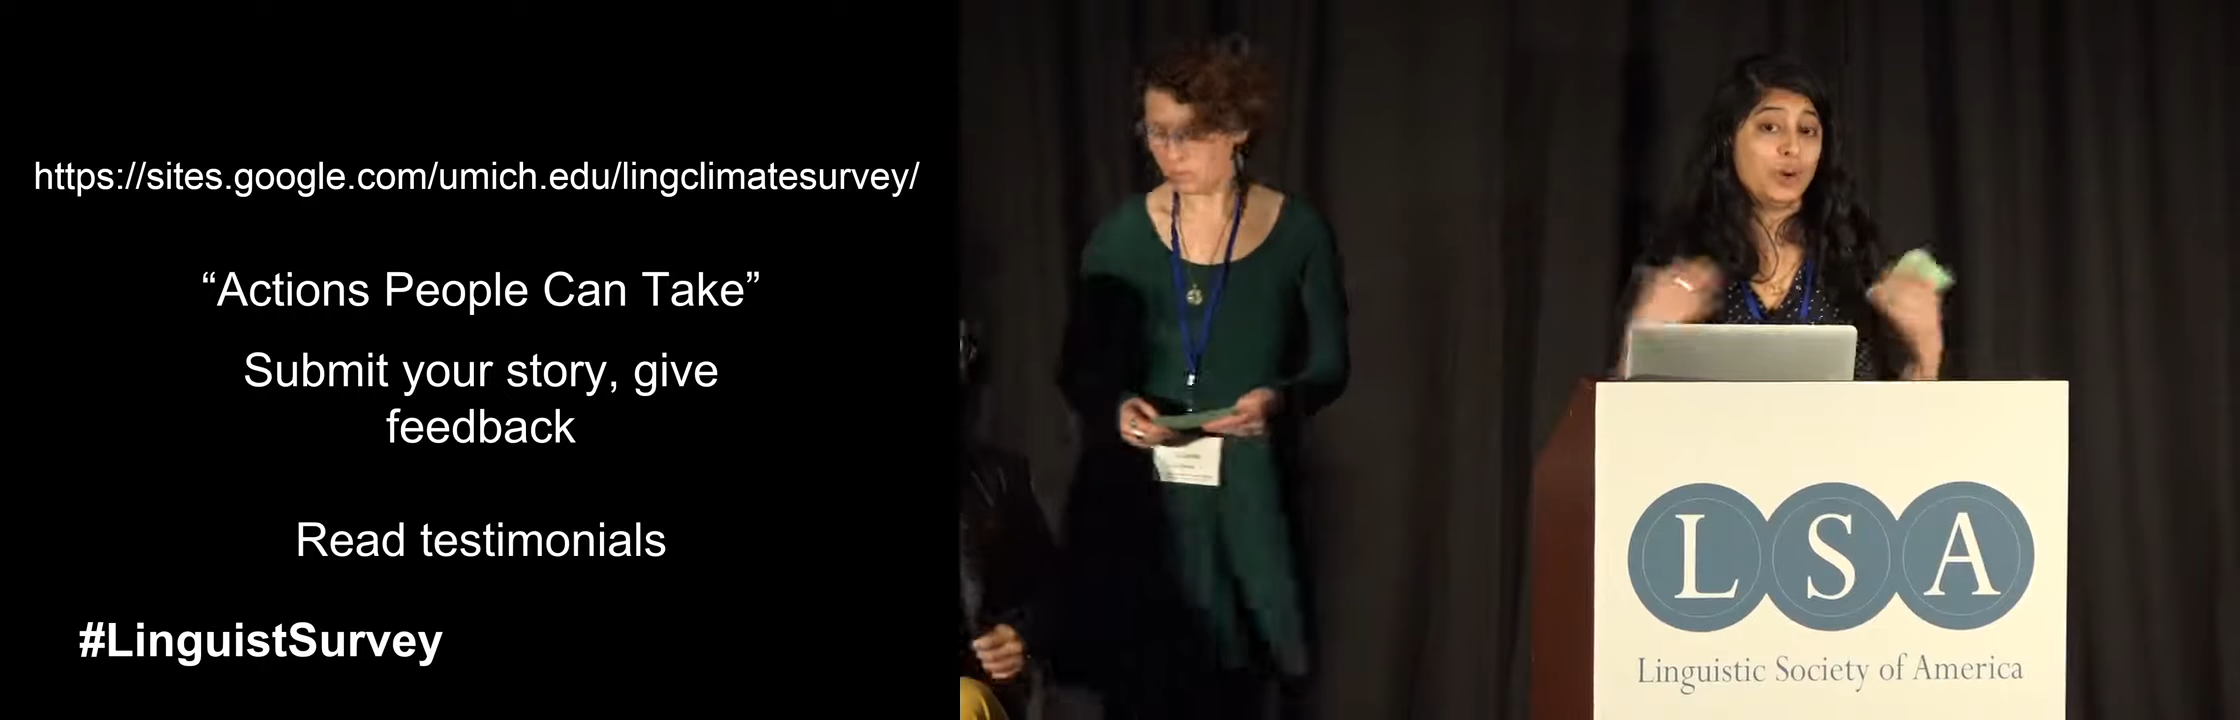 https://sites.google.com/umich.edu/lingclimatesurvey/
“Actions People Can Take”
Submit your story, give
feedback
Read testimonials
#LinguistSurvey
LSA
Linguistic Society of America